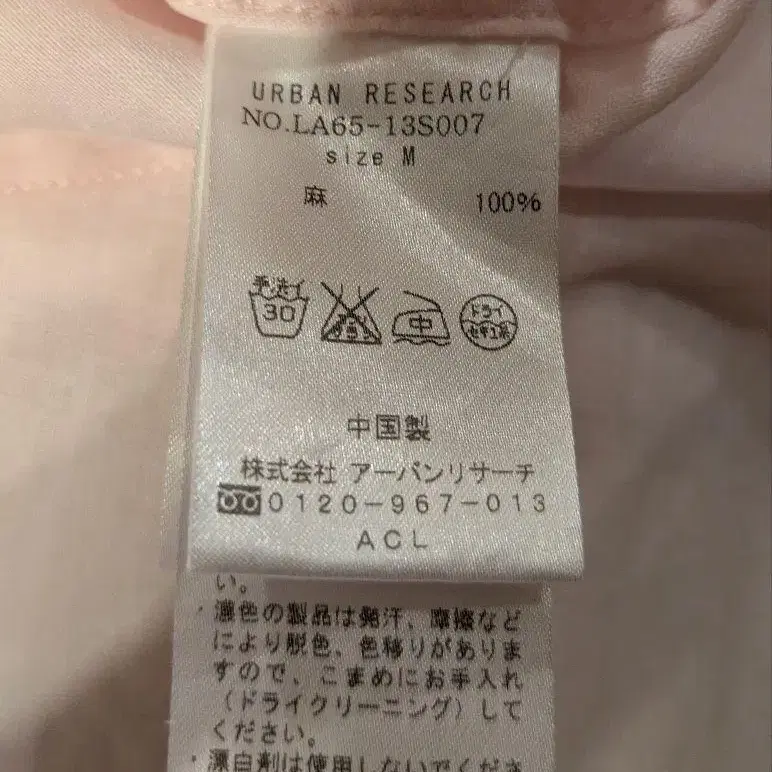 URBAN RESEARCH
NO.LA65-13S007
size M
麻 100%
手洗イ
30
中
ドライ
セキユ系
中国製
株式会社 アーバンリサーチ
0120-967-013
ACL
い。
・濃色の製品は発汗、摩擦など
により脱色、色移りがありま
すので、こまめにお手入れ
（ドライクリーニング）して
ください。
・漂白剤は使用しないでくださ